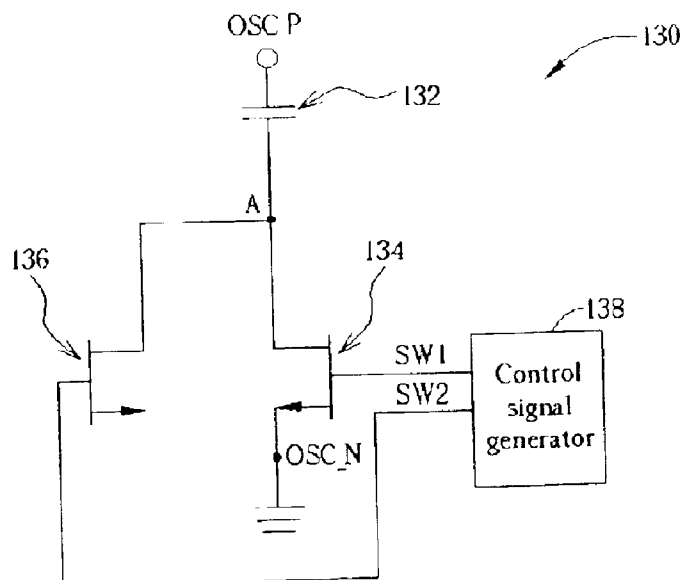 OSC P
130
132
A
136
134
138
SW1
SW2
Control
signal
generator
OSC_N